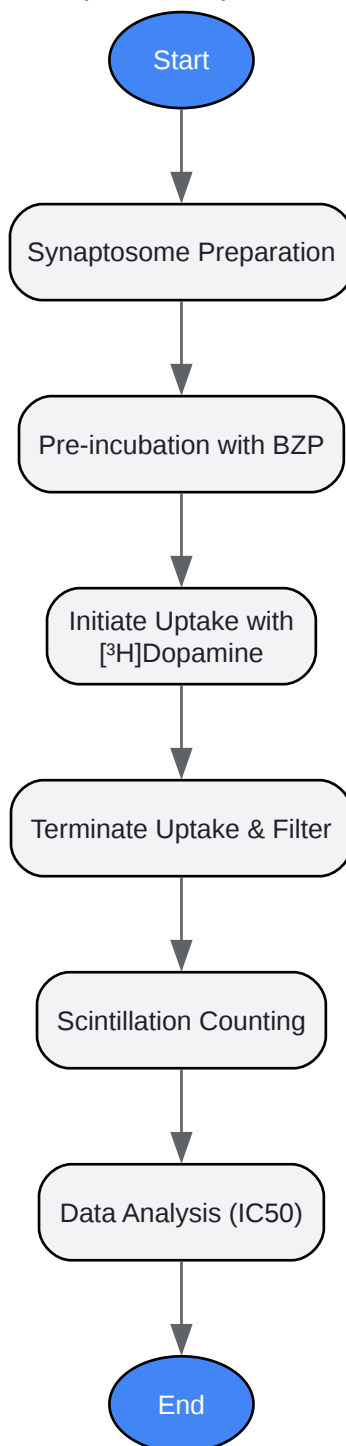 Start
Synaptosome Preparation
Pre-incubation with BZP
Initiate Uptake with
[³H]Dopamine
Terminate Uptake & Filter
Scintillation Counting
Data Analysis (IC50)
End